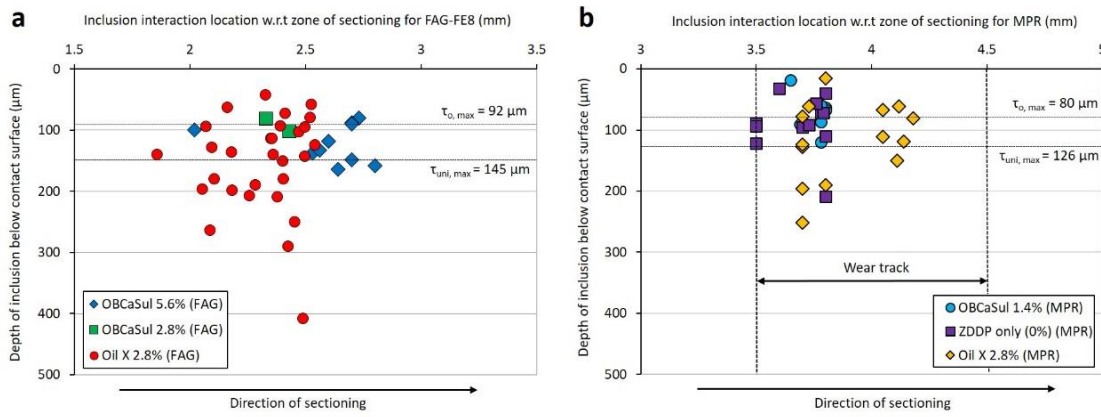 a
Inclusion interaction location w.r.t zone of sectioning for FAG-FE8 (mm)
1.5 2 2.5 3 3.5
Depth of inclusion below contact surface (µm)
0
100
200
300
400
500
τo, max = 92 µm
τuni, max = 145 µm
OBCaSul 5.6% (FAG)
OBCaSul 2.8% (FAG)
Oil X 2.8% (FAG)
Direction of sectioning
b
Inclusion interaction location w.r.t zone of sectioning for MPR (mm)
3 3.5 4 4.5 5
Depth of inclusion below contact surface (µm)
0
100
200
300
400
500
τo, max = 80 µm
τuni, max = 126 µm
Wear track
OBCaSul 1.4% (MPR)
ZDDP only (0%) (MPR)
Oil X 2.8% (MPR)
Direction of sectioning